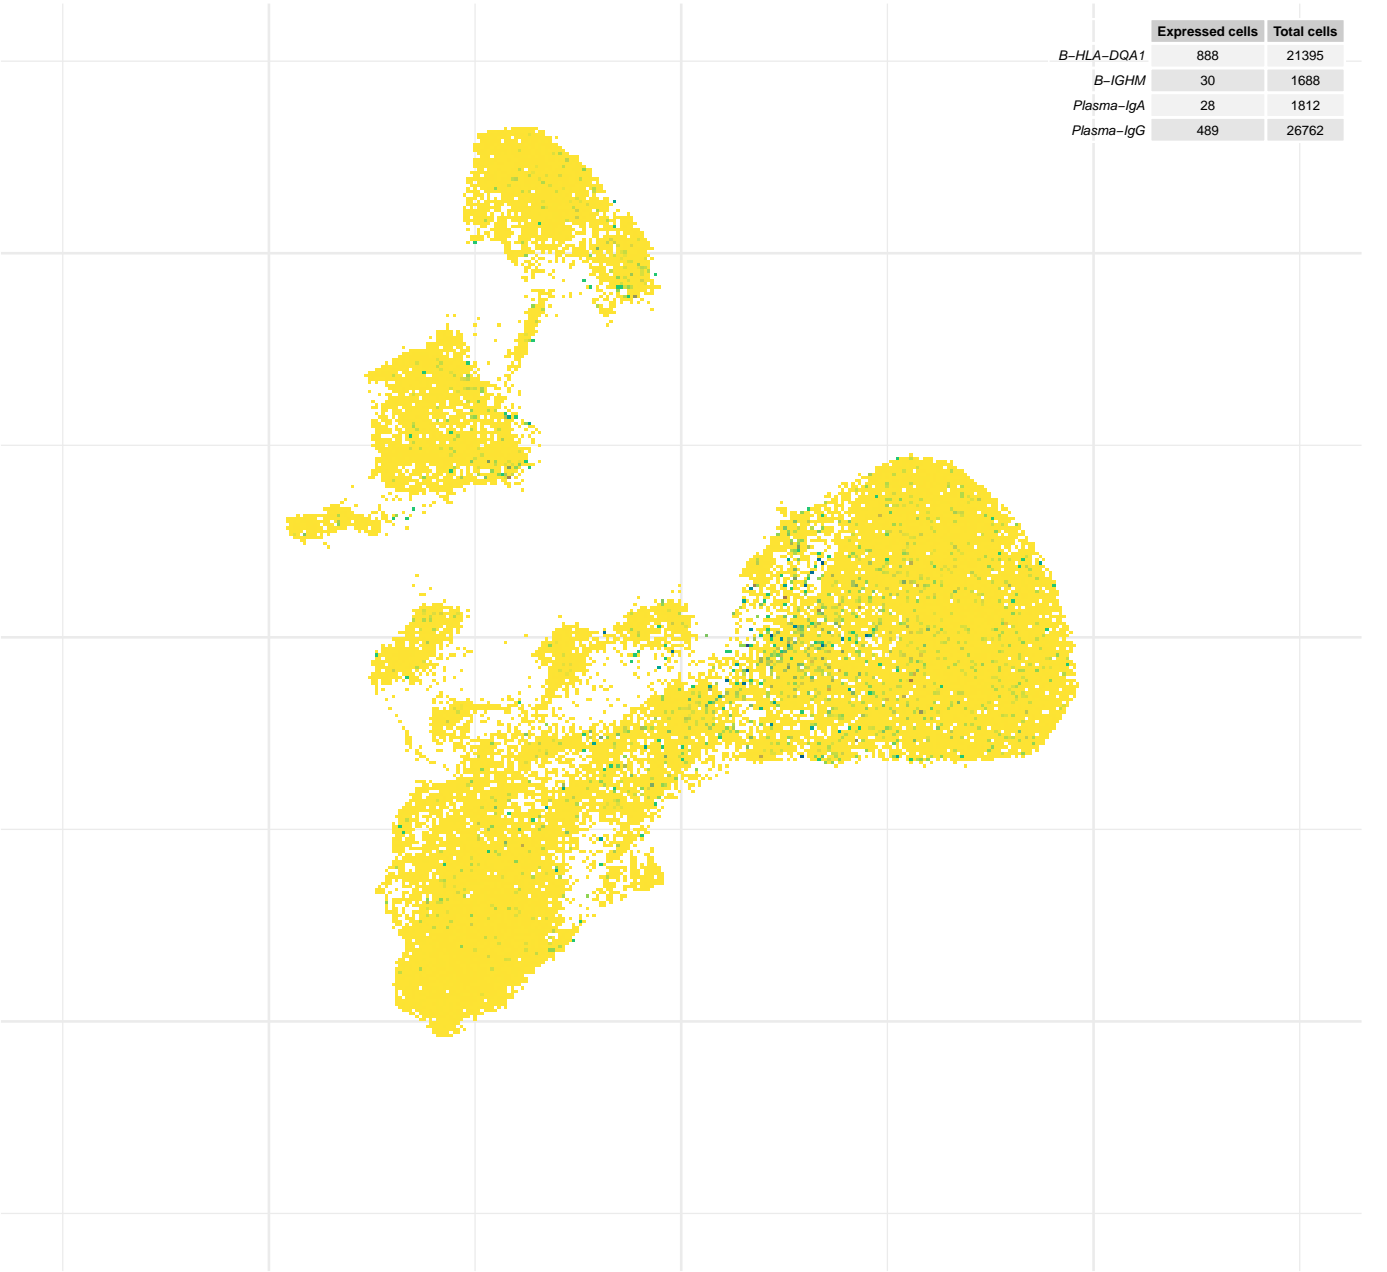 Expressed cells Total cells
B−HLA−DQA1 888 21395
B−IGHM 30 1688
Plasma−IgA 28 1812
Plasma−IgG 489 26762